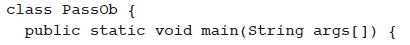 class PassOb {
  public static void main(String args[]) {